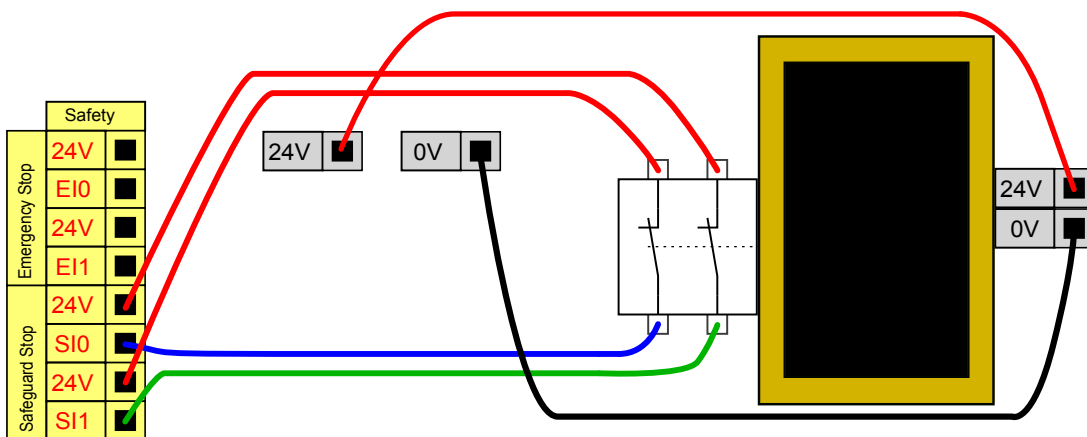 Safety
Emergency Stop
24V
EI0
24V
EI1
Safeguard Stop
24V
SI0
24V
SI1
24V
0V
24V
0V